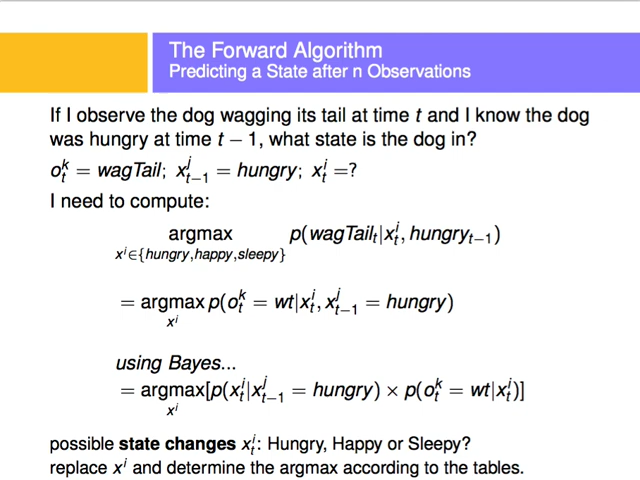 The Forward Algorithm
Predicting a State after n Observations
If I observe the dog wagging its tail at time t and I know the dog
was hungry at time t − 1, what state is the dog in?
o_t^k = wagTail; x_{t−1}^j = hungry; x_t^i =?
I need to compute:
argmax p(wagTail_t|x_t^i, hungry_{t−1})
x^i∈{hungry,happy,sleepy}
= argmax p(o_t^k = wt|x_t^i, x_{t−1}^j = hungry)
x^i
using Bayes...
= argmax[p(x_t^i|x_{t−1}^j = hungry) × p(o_t^k = wt|x_t^i)]
x^i
possible state changes x_t^i: Hungry, Happy or Sleepy?
replace x^i and determine the argmax according to the tables.